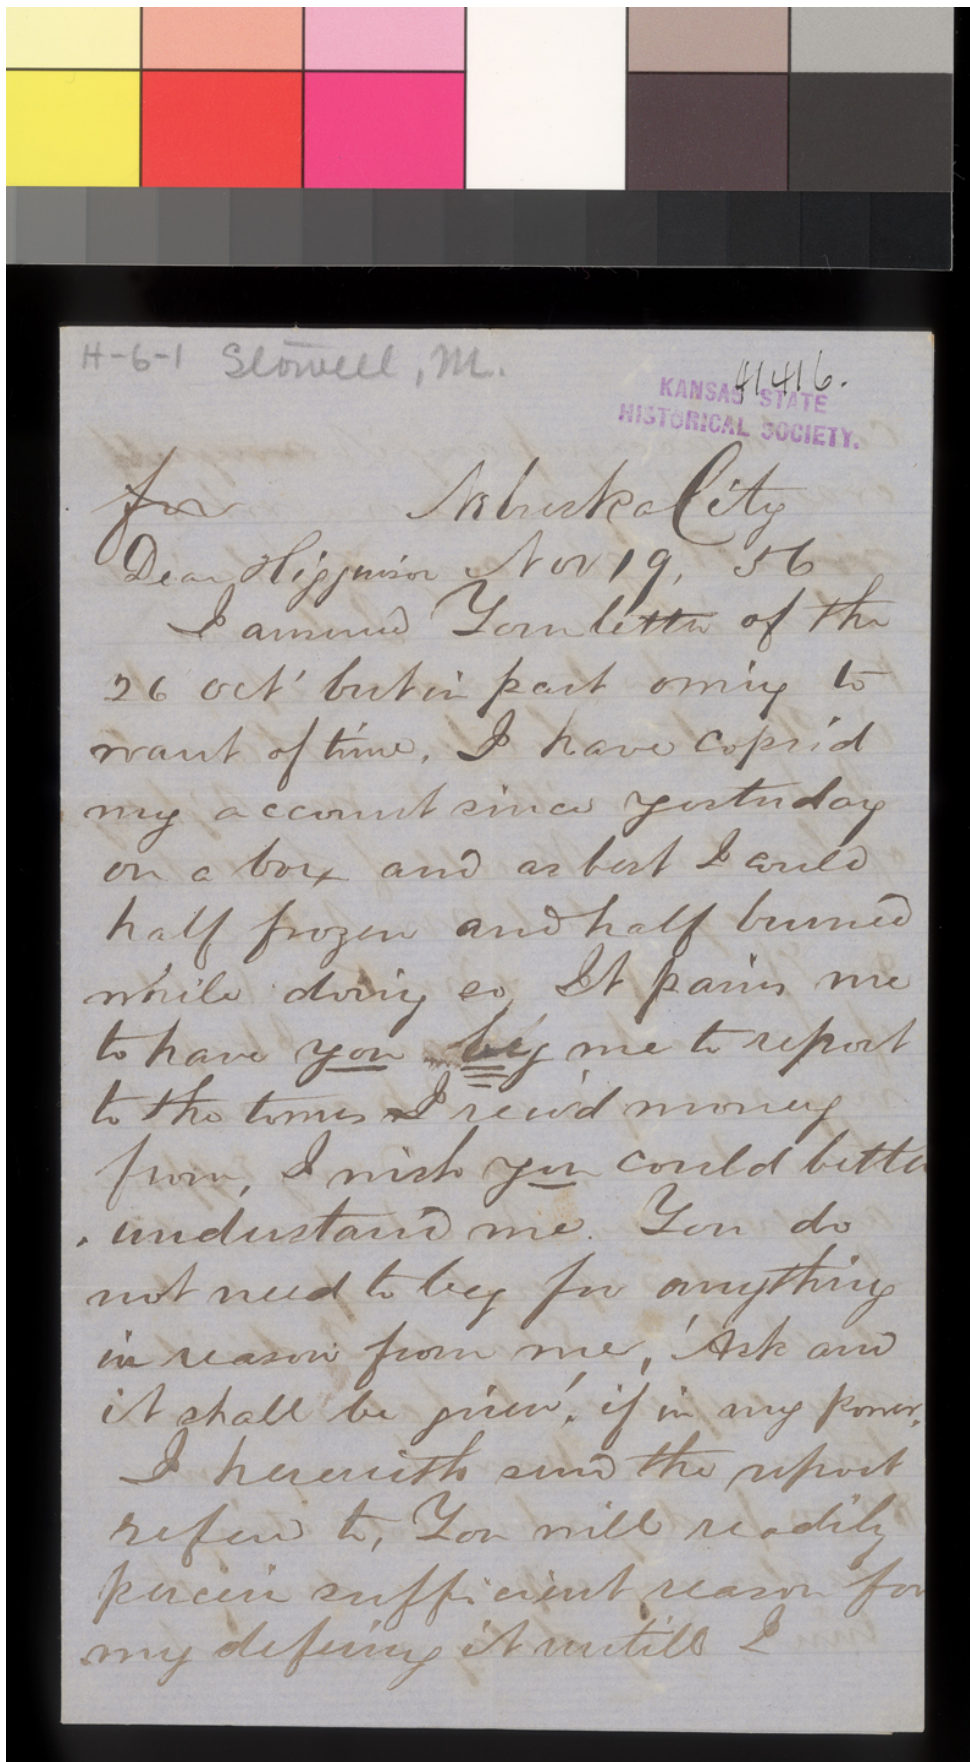 H-6-1 Stowell, M.
41416.
KANSAS STATE
HISTORICAL SOCIETY.
for Nebraska City
Dear Higginson Nov 19, 56
I answered Your letter of the
26 Oct' but in part owing to
want of time, I have copied
my account since yesterday
on a box and as best I could
half frozen and half burned
while doing so, It pains me
to have you beg me to report
to the towns I recivd money
from, I wish you could better
understand me. You do
not need to beg for anything
in reason from me, 'Ask and
it shall be given', if in my power,
I herewith send the report
refered to, You will readily
perceive sufficient reason for
my defering it untill I